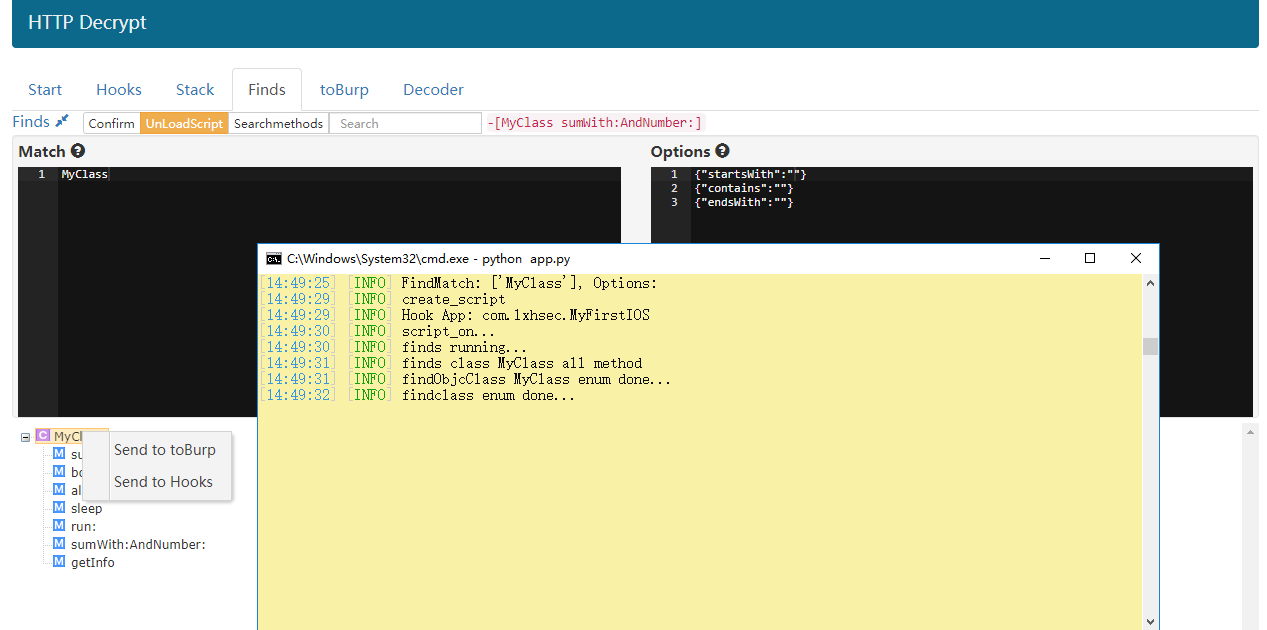 HTTP Decrypt
Start Hooks Stack Finds toBurp Decoder
Finds Confirm UnLoadScript Searchmethods Search -[MyClass sumWith:AndNumber:]
Match Options
1 MyClass
1 {"startsWith":""}
2 {"contains":""}
3 {"endsWith":""}
C:\Windows\System32\cmd.exe - python app.py
[14:49:25] [INFO] FindMatch: ['MyClass'], Options:
[14:49:29] [INFO] create_script
[14:49:29] [INFO] Hook App: com.lxhsec.MyFirstIOS
[14:49:30] [INFO] script_on...
[14:49:30] [INFO] finds running...
[14:49:31] [INFO] finds class MyClass all method
[14:49:31] [INFO] findObjcClass MyClass enum done...
[14:49:32] [INFO] findclass enum done...
C MyCl
Send to toBurp
Send to Hooks
M su
M bo
M al
M sleep
M run:
M sumWith:AndNumber:
M getInfo